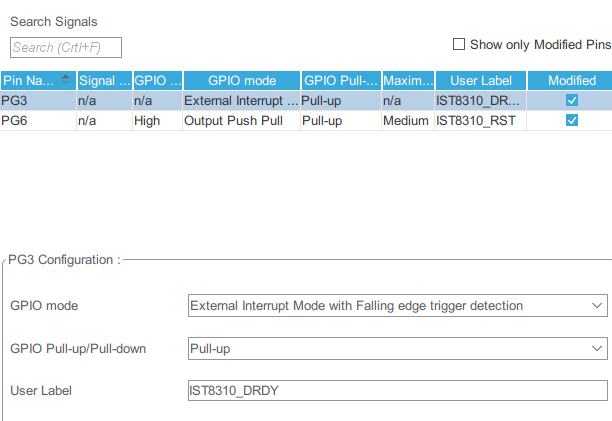 Search Signals
Search (Crtl+F)
Show only Modified Pins
Pin Na... Signal ... GPIO ... GPIO mode GPIO Pull-... Maxim... User Label Modified
PG3 n/a n/a External Interrupt ... Pull-up n/a IST8310_DR...
PG6 n/a High Output Push Pull Pull-up Medium IST8310_RST
PG3 Configuration :
GPIO mode External Interrupt Mode with Falling edge trigger detection
GPIO Pull-up/Pull-down Pull-up
User Label IST8310_DRDY